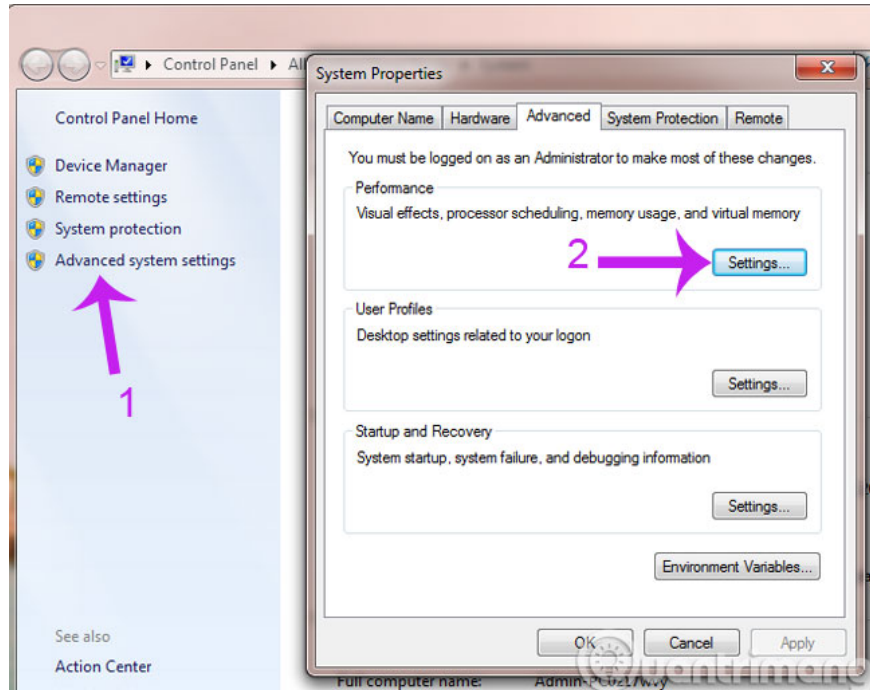 Control Panel
System Properties
Computer Name
Hardware
Advanced
System Protection
Remote
Control Panel Home
Device Manager
Remote settings
System protection
Advanced system settings
1
You must be logged on as an Administrator to make most of these changes.
Performance
Visual effects, processor scheduling, memory usage, and virtual memory
2
Settings...
User Profiles
Desktop settings related to your logon
Settings...
Startup and Recovery
System startup, system failure, and debugging information
Settings...
Environment Variables...
OK
Cancel
Apply
See also
Action Center
Full computer name: